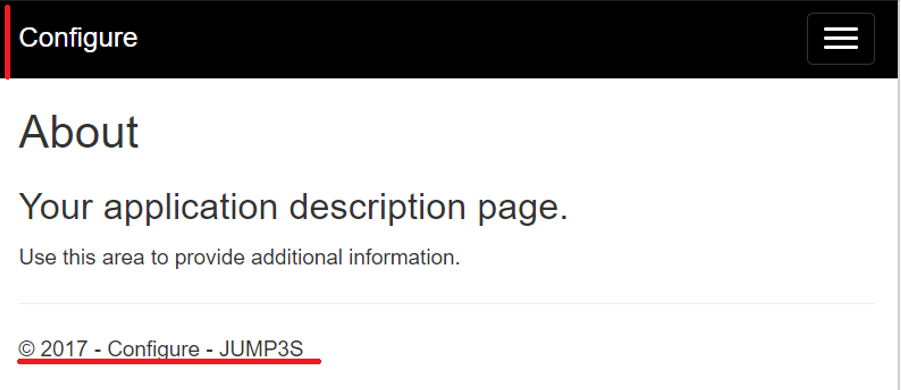 Configure
About
Your application description page.
Use this area to provide additional information.
© 2017 - Configure - JUMP3S